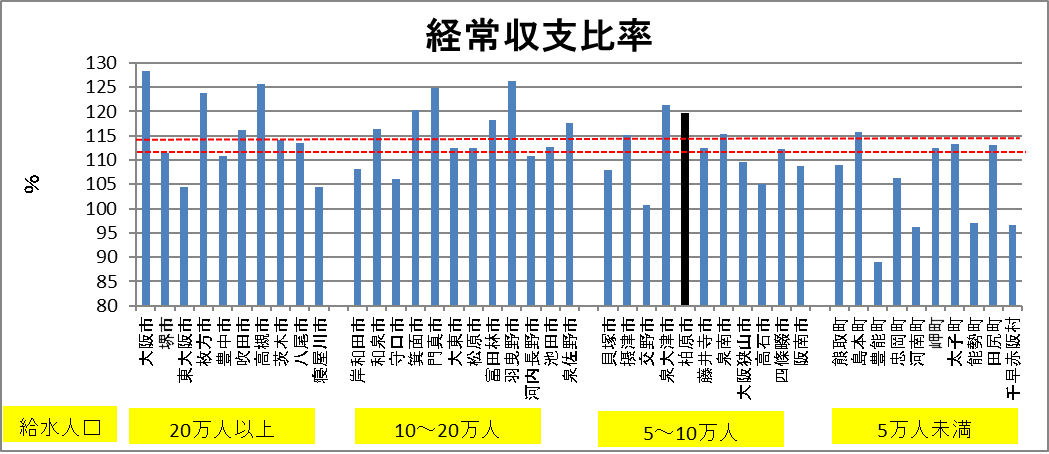 経常収支比率
%
130
125
120
115
110
105
100
95
90
85
80
大阪市
堺市
東大阪市
枚方市
豊中市
吹田市
高槻市
茨木市
八尾市
寝屋川市
岸和田市
和泉市
守口市
箕面市
門真市
大東市
松原市
富田林市
羽曳野市
河内長野市
池田市
泉佐野市
貝塚市
摂津市
交野市
泉大津市
柏原市
藤井寺市
泉南市
大阪狭山市
高石市
四條畷市
阪南市
熊取町
島本町
豊能町
忠岡町
河南町
岬町
太子町
能勢町
田尻町
千早赤阪村
給水人口
20万人以上
10～20万人
5～10万人
5万人未満